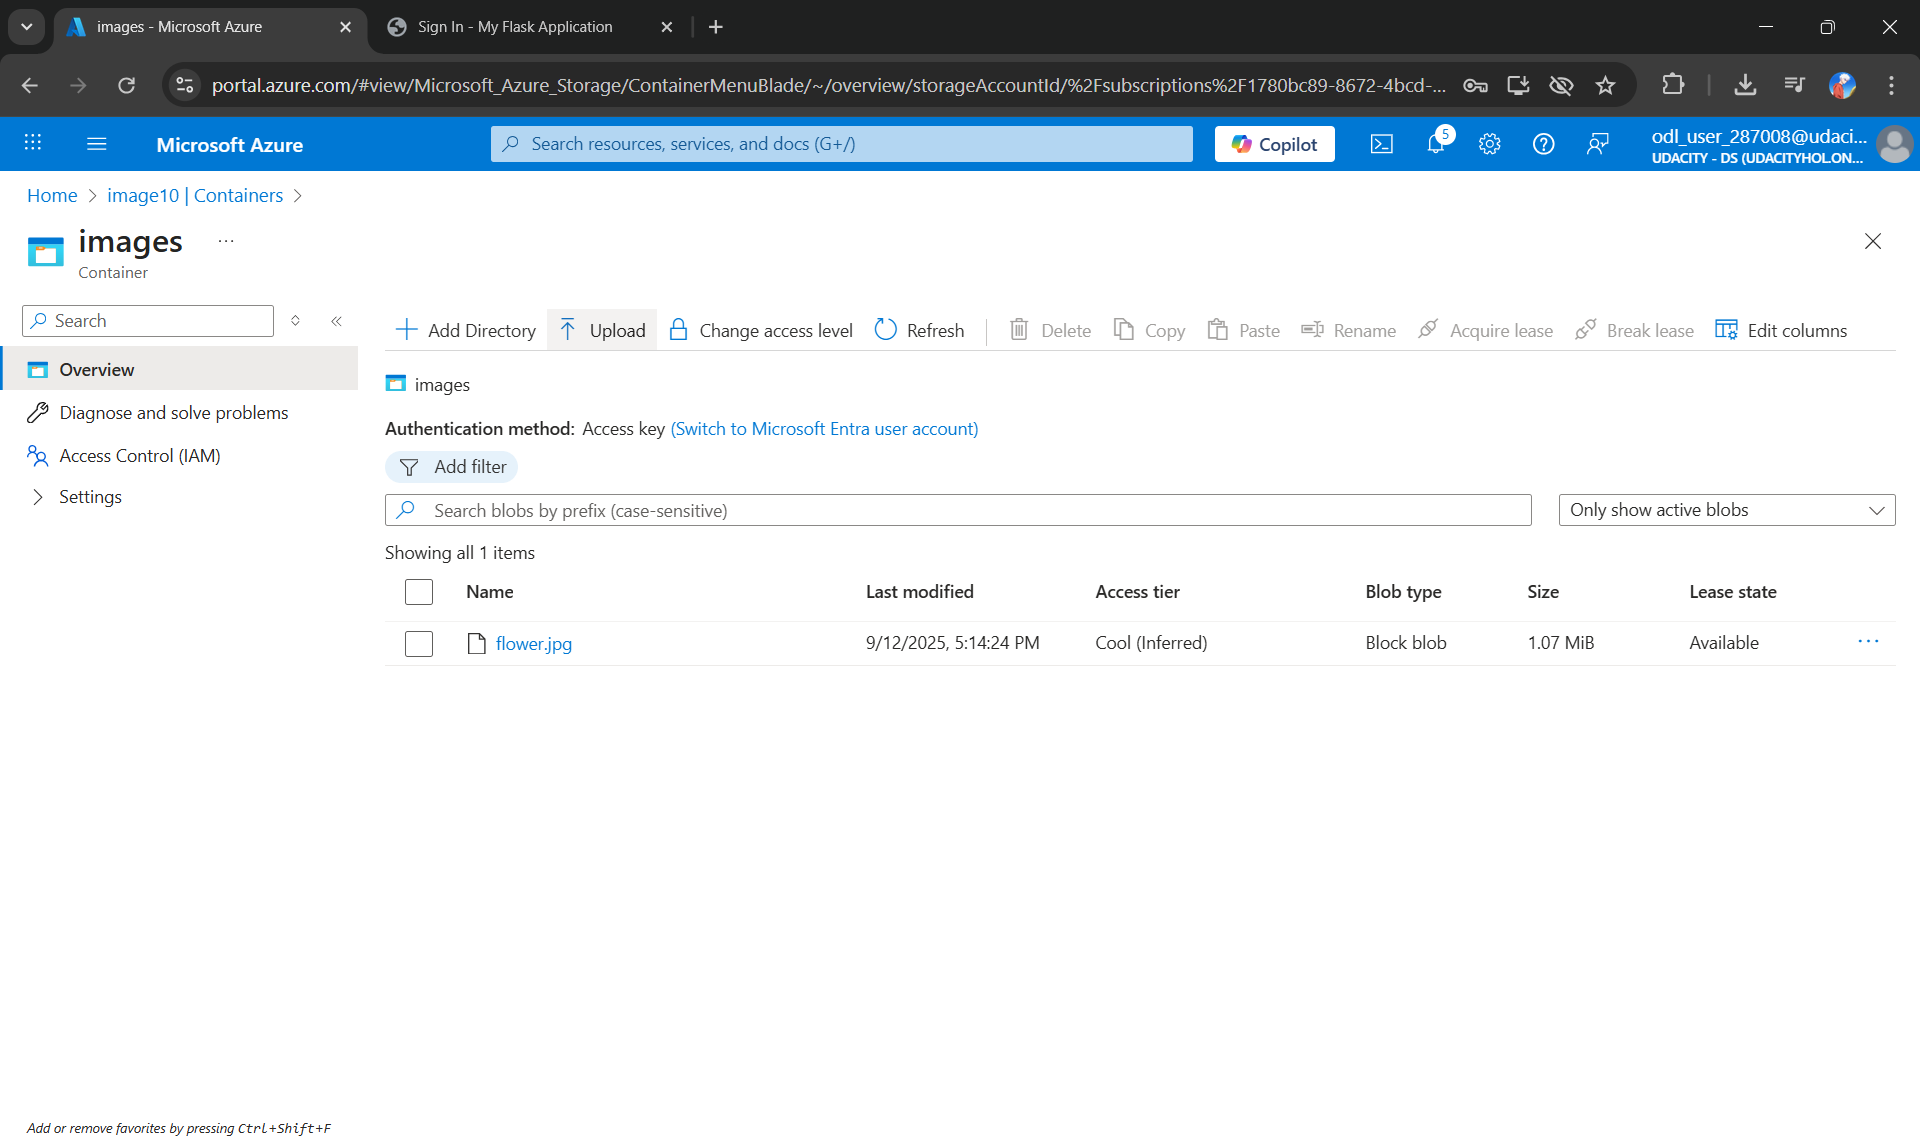 images - Microsoft Azure
Sign In - My Flask Application
portal.azure.com/#view/Microsoft_Azure_Storage/ContainerMenuBlade/~/overview/storageAccountId/%2Fsubscriptions%2F1780bc89-8672-4bcd-...
Microsoft Azure
Search resources, services, and docs (G+/)
Copilot
5
odl_user_287008@udaci...
UDACITY - DS (UDACITYHOL.ON...
Home > image10 | Containers >
images
...
Container
Search
Add Directory
Upload
Change access level
Refresh
Delete
Copy
Paste
Rename
Acquire lease
Break lease
Edit columns
Overview
Diagnose and solve problems
Access Control (IAM)
Settings
images
Authentication method: Access key (Switch to Microsoft Entra user account)
Add filter
Search blobs by prefix (case-sensitive)
Only show active blobs
Showing all 1 items
Name Last modified Access tier Blob type Size Lease state
flower.jpg 9/12/2025, 5:14:24 PM Cool (Inferred) Block blob 1.07 MiB Available ...
Add or remove favorites by pressing Ctrl+Shift+F